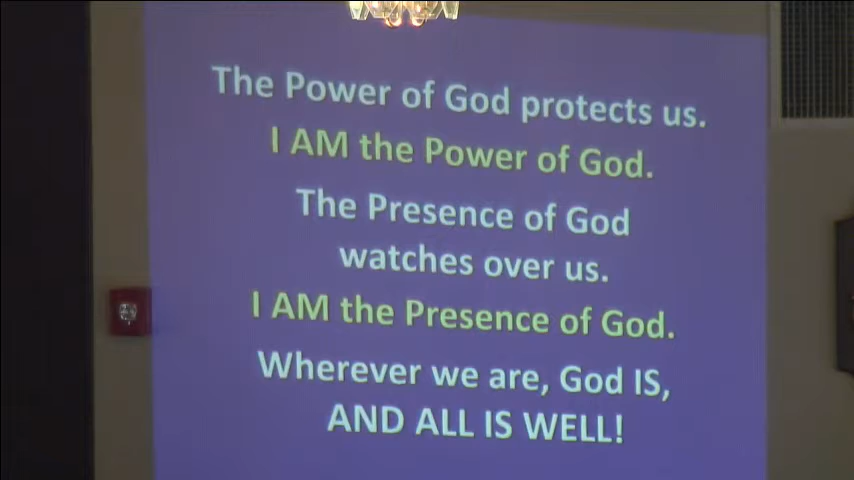 The Power of God protects us.
I AM the Power of God.
The Presence of God
watches over us.
I AM the Presence of God.
Wherever we are, God IS,
AND ALL IS WELL!